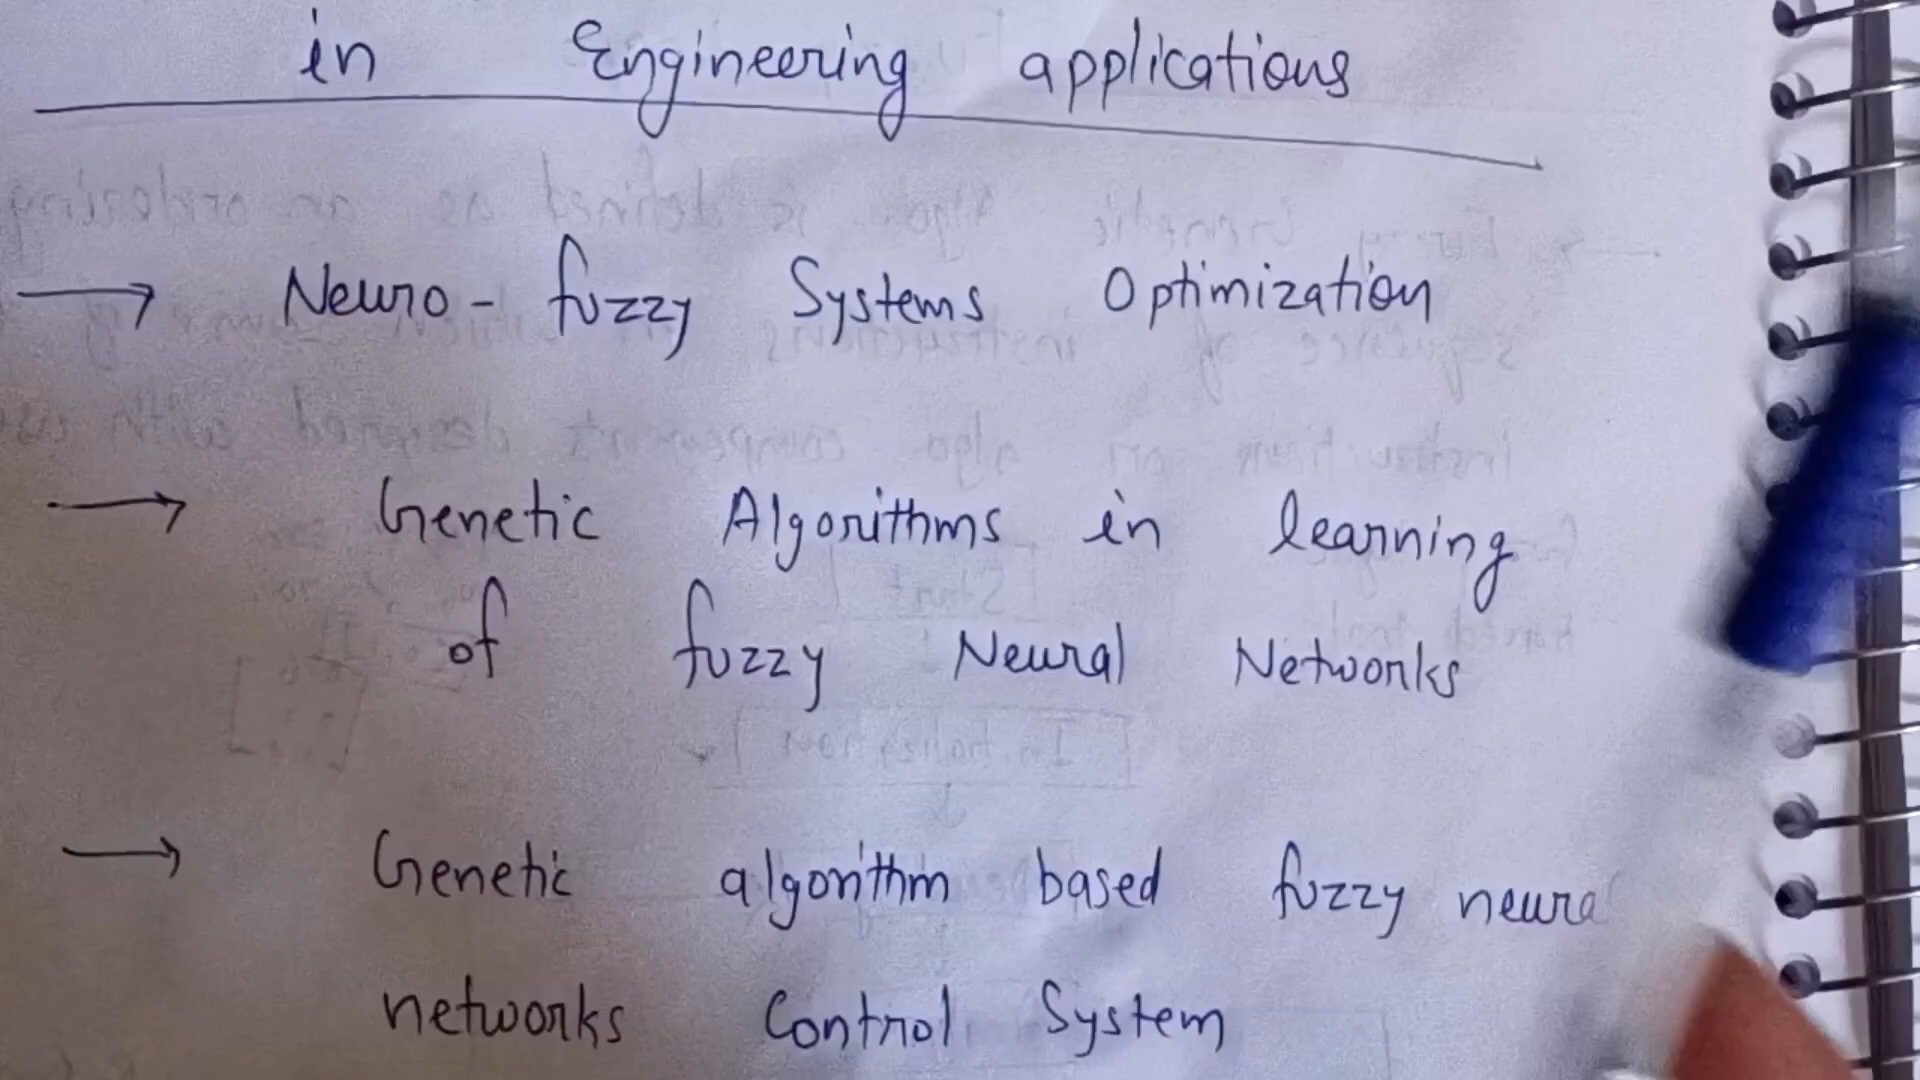 in Engineering applications
→ Neuro - fuzzy Systems Optimization
→ Genetic Algorithms in learning
of fuzzy Neural Networks
→ Genetic algorithm based fuzzy neural
networks Control System